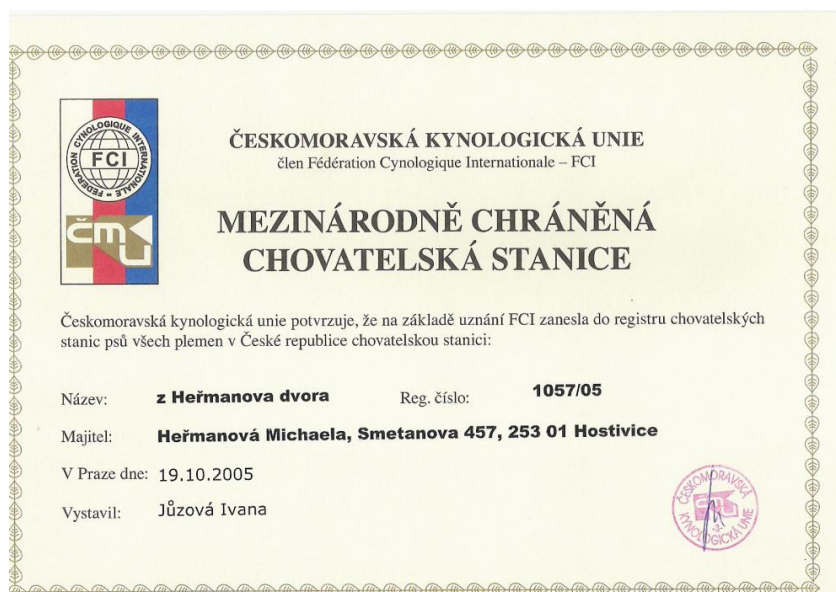 FEDERATION CYNOLOGIQUE INTERNATIONALE
FCI
čmku
ČESKOMORAVSKÁ KYNOLOGICKÁ UNIE
člen Fédération Cynologique Internationale – FCI
MEZINÁRODNĚ CHRÁNĚNÁ
CHOVATELSKÁ STANICE
Českomoravská kynologická unie potvrzuje, že na základě uznání FCI zanesla do registru chovatelských
stanic psů všech plemen v České republice chovatelskou stanici:
Název: z Heřmanova dvora Reg. číslo: 1057/05
Majitel: Heřmanová Michaela, Smetanova 457, 253 01 Hostivice
V Praze dne: 19.10.2005
Vystavil: Jůzová Ivana
ČESKOMORAVSKÁ
KYNOLOGICKÁ UNIE
-3-